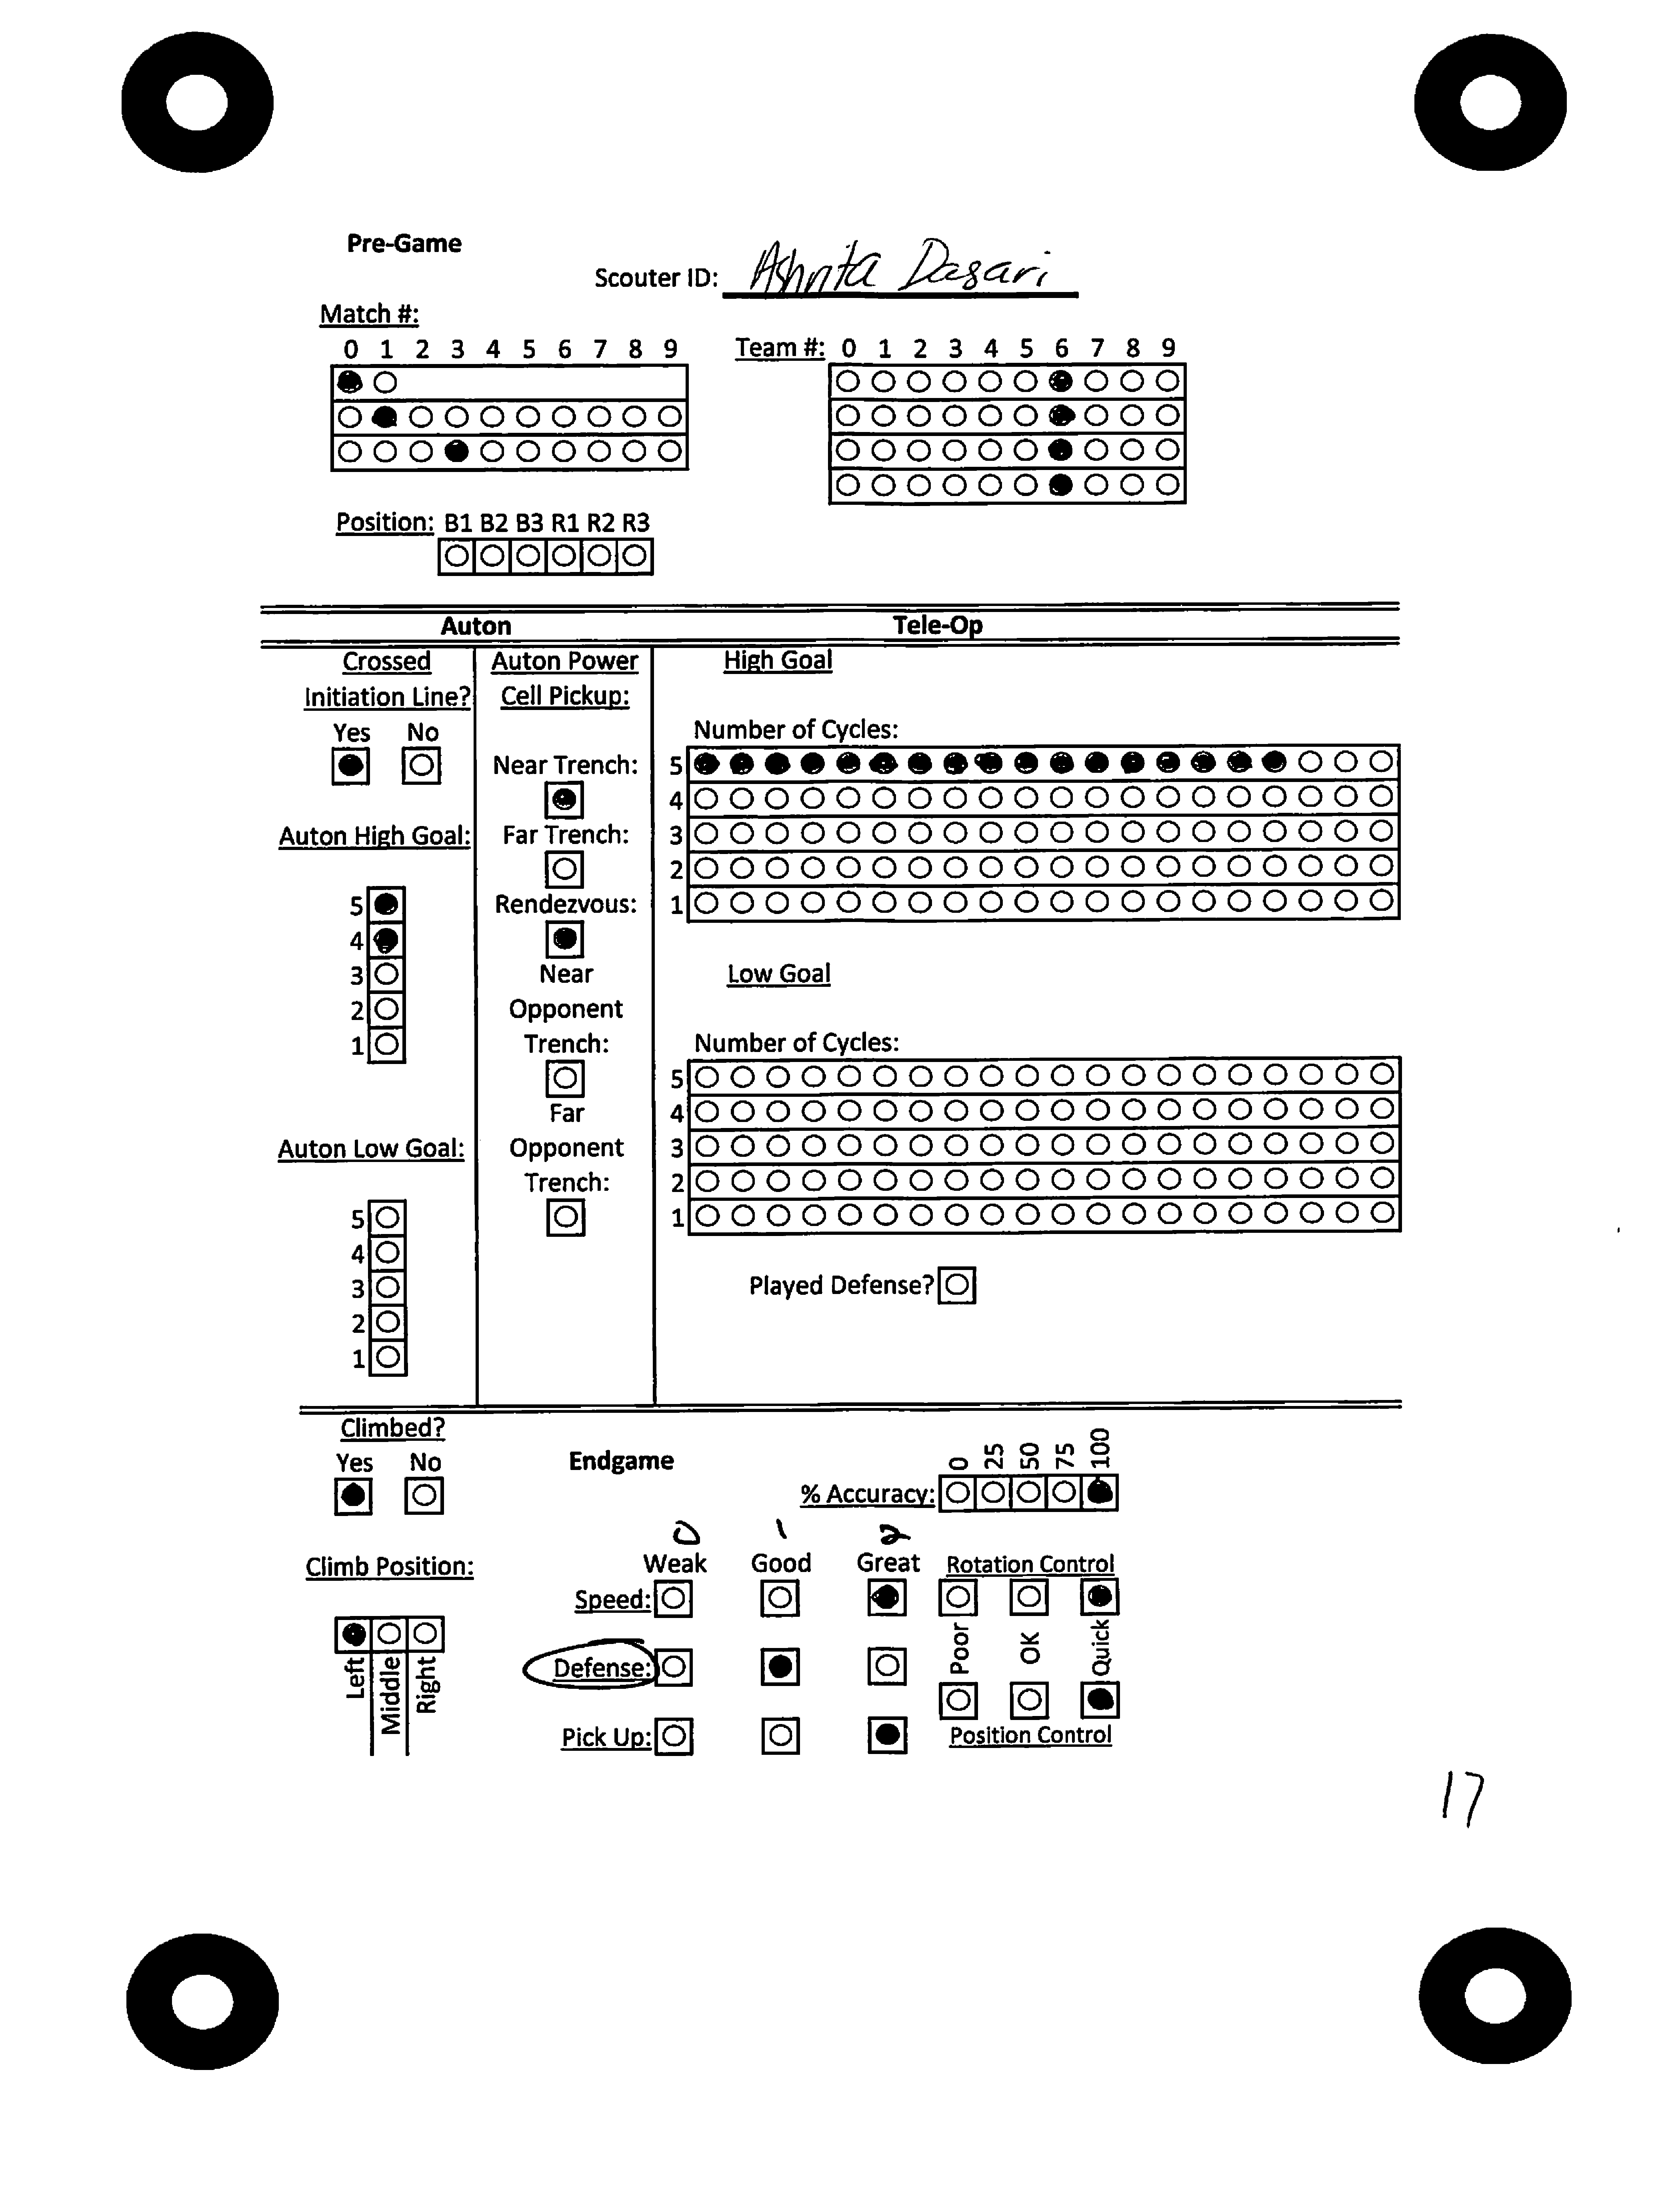 Pre-Game
Scouter ID: Ashrita Dasari
Match #:
0 1 2 3 4 5 6 7 8 9
Team #: 0 1 2 3 4 5 6 7 8 9
Position: B1 B2 B3 R1 R2 R3
Auton
Tele-Op
Crossed
Initiation Line?
Yes No
Auton High Goal:
5
4
3
2
1
Auton Low Goal:
5
4
3
2
1
Auton Power
Cell Pickup:
Near Trench:
Far Trench:
Rendezvous:
Near
Opponent
Trench:
Far
Opponent
Trench:
High Goal
Number of Cycles:
5
4
3
2
1
Low Goal
Number of Cycles:
5
4
3
2
1
Played Defense?
Climbed?
Yes No
Climb Position:
Left
Middle
Right
Endgame
% Accuracy: 0 25 50 75 100
0 1 2
Weak Good Great
Speed:
Defense:
Pick Up:
Rotation Control
Poor OK Quick
Position Control
17